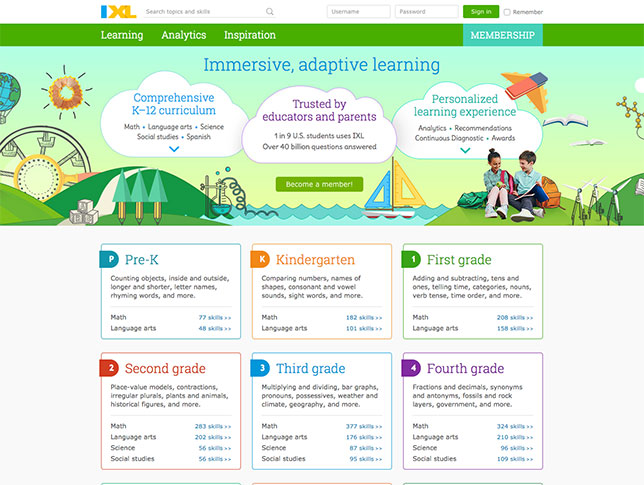 IXL
Search topics and skills
Username
Password
Sign in
Remember
Learning
Analytics
Inspiration
MEMBERSHIP
Immersive, adaptive learning
Comprehensive
K–12 curriculum
Math • Language arts • Science
Social studies • Spanish
Trusted by
educators and parents
1 in 9 U.S. students uses IXL
Over 40 billion questions answered
Personalized
learning experience
Analytics • Recommendations
Continuous Diagnostic • Awards
Become a member!
P Pre-K
Counting objects, inside and outside,
longer and shorter, letter names,
rhyming words, and more.
Math 77 skills >>
Language arts 48 skills >>
K Kindergarten
Comparing numbers, names of
shapes, consonant and vowel
sounds, sight words, and more.
Math 182 skills >>
Language arts 101 skills >>
1 First grade
Adding and subtracting, tens and
ones, telling time, categories, nouns,
verb tense, time order, and more.
Math 208 skills >>
Language arts 158 skills >>
2 Second grade
Place-value models, contractions,
irregular plurals, plants and animals,
historical figures, and more.
Math 283 skills >>
Language arts 202 skills >>
Science 56 skills >>
Social studies 56 skills >>
3 Third grade
Multiplying and dividing, bar graphs,
pronouns, possessives, weather and
climate, geography, and more.
Math 377 skills >>
Language arts 176 skills >>
Science 87 skills >>
Social studies 95 skills >>
4 Fourth grade
Fractions and decimals, synonyms
and antonyms, fossils and rock
layers, government, and more.
Math 324 skills >>
Language arts 210 skills >>
Science 96 skills >>
Social studies 109 skills >>